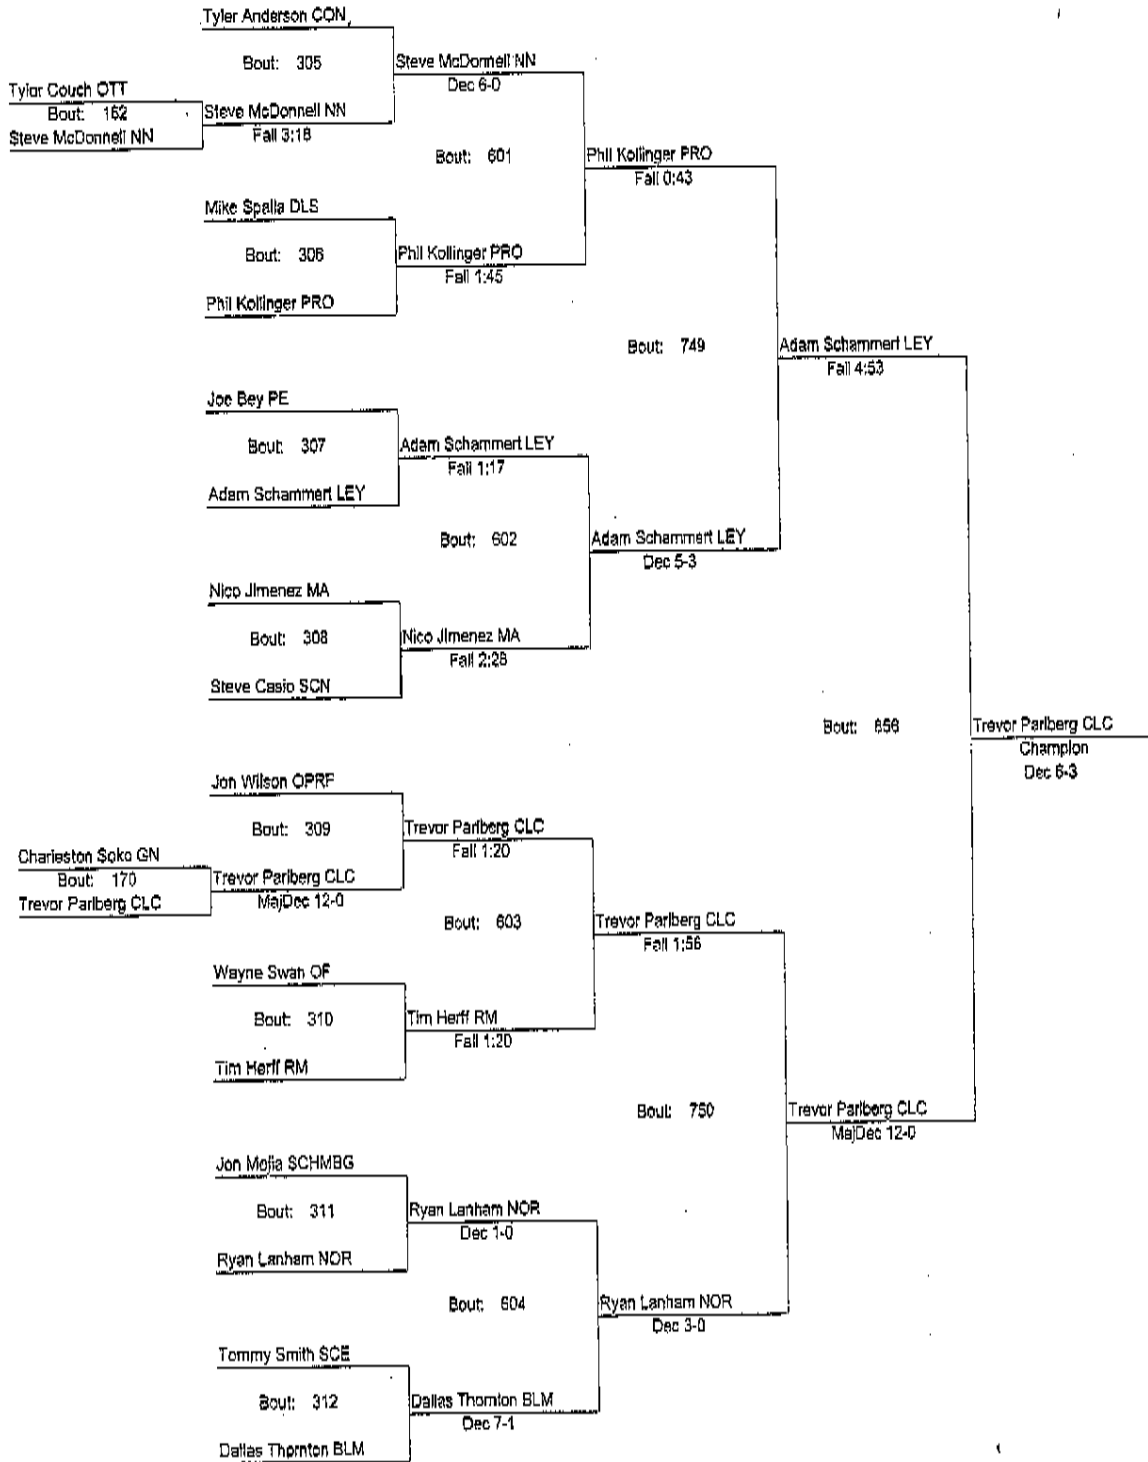 Tyler Anderson CON
Bout: 305
Steve McDonnell NN
Dec 6-0
Tylar Couch OTT
Bout: 162
Steve McDonnell NN
Steve McDonnell NN
Fall 3:18
Bout: 601
Phil Kollinger PRO
Fall 0:43
Mike Spalla DLS
Bout: 306
Phil Kollinger PRO
Fall 1:45
Phil Kollinger PRO
Bout: 749
Adam Schammert LEY
Fall 4:53
Joe Bey PE
Bout: 307
Adam Schammert LEY
Fall 1:17
Adam Schammert LEY
Bout: 602
Adam Schammert LEY
Dec 5-3
Nico Jimenez MA
Bout: 308
Nico Jimenez MA
Fall 2:28
Steve Casio SCN
Bout: 856
Trevor Parlberg CLC
Champion
Dec 6-3
Jon Wilson OPRF
Bout: 309
Trevor Parlberg CLC
Fall 1:20
Charleston Soko GN
Bout: 170
Trevor Parlberg CLC
Trevor Parlberg CLC
MajDec 12-0
Bout: 603
Trevor Parlberg CLC
Fall 1:56
Wayne Swan OF
Bout: 310
Tim Herff RM
Fall 1:20
Tim Herff RM
Bout: 750
Trevor Parlberg CLC
MajDec 12-0
Jon Mojia SCHMBG
Bout: 311
Ryan Lanham NOR
Dec 1-0
Ryan Lanham NOR
Bout: 604
Ryan Lanham NOR
Dec 3-0
Tommy Smith SCE
Bout: 312
Dallas Thornton BLM
Dec 7-1
Dallas Thornton BLM